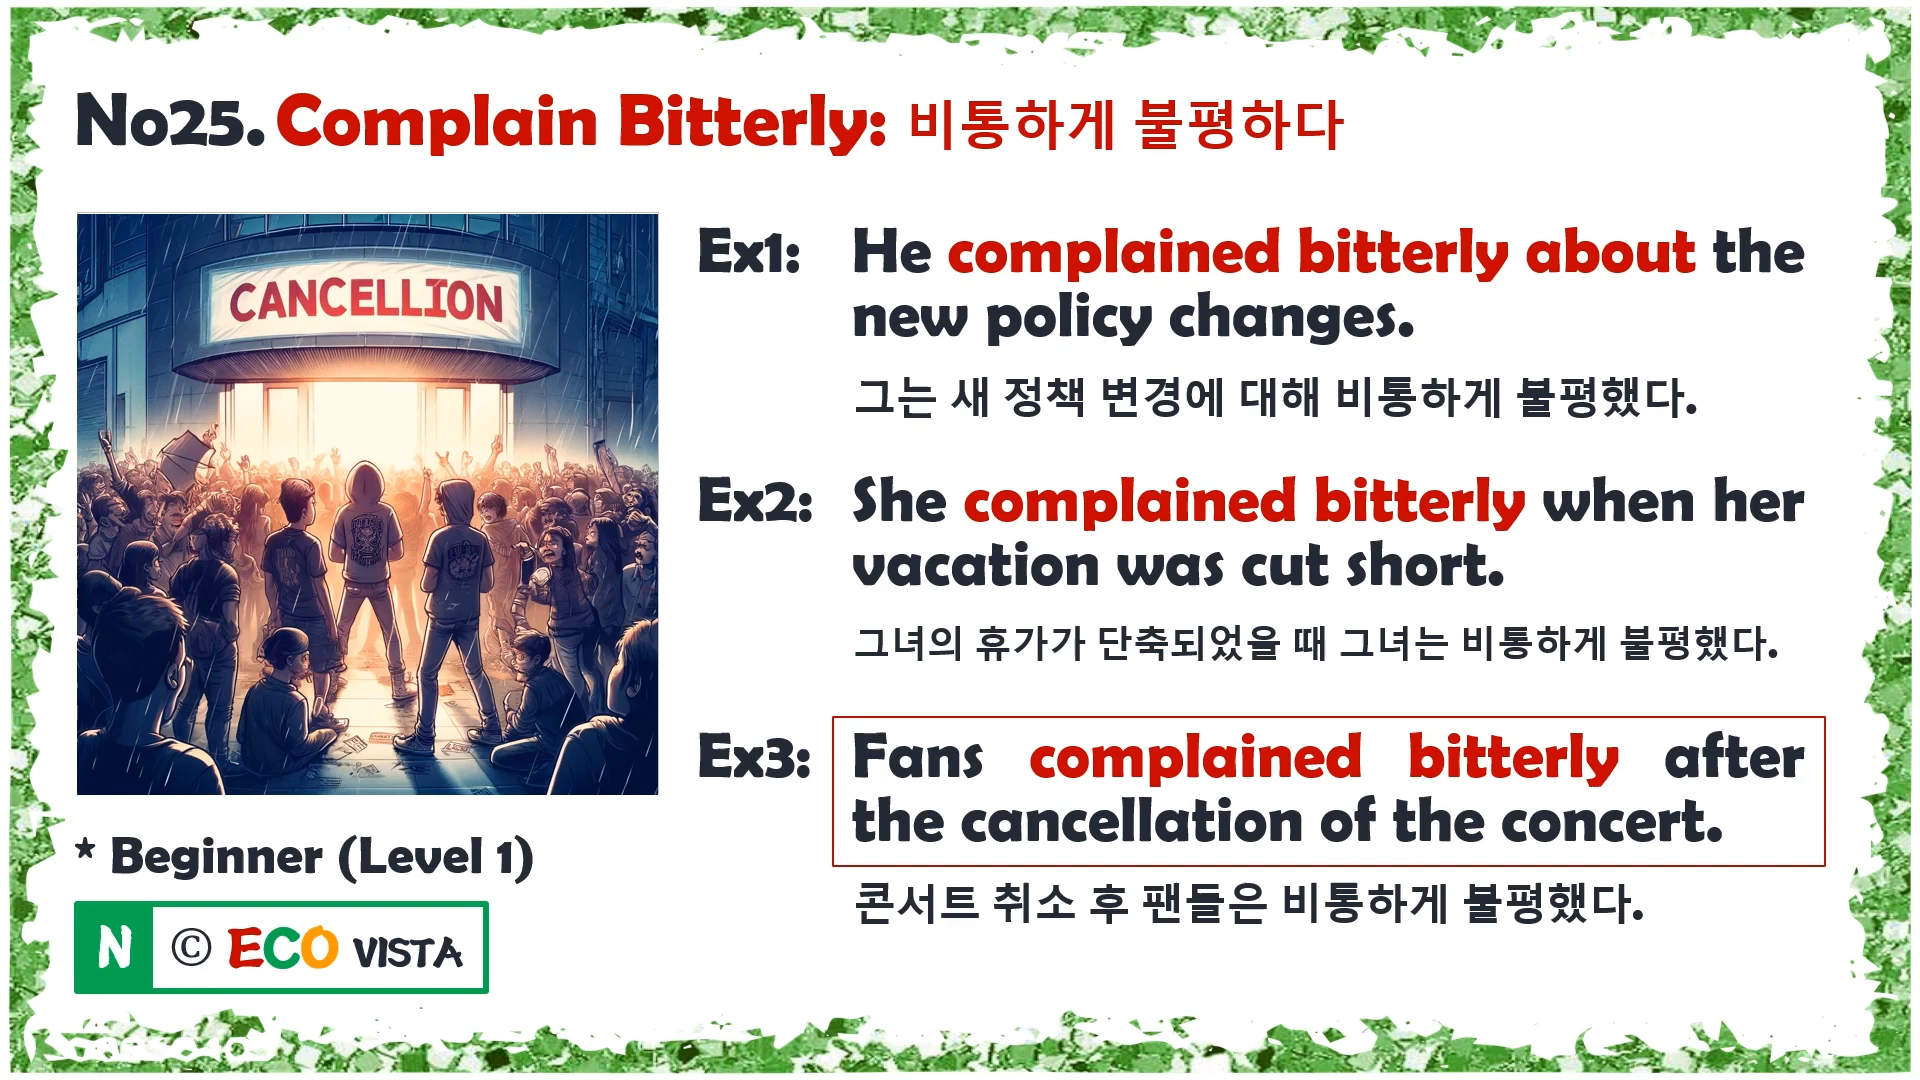 No25. Complain Bitterly: 비통하게 불평하다
CANCELLION
Ex1: He complained bitterly about the
new policy changes.
그는 새 정책 변경에 대해 비통하게 불평했다.
Ex2: She complained bitterly when her
vacation was cut short.
그녀의 휴가가 단축되었을 때 그녀는 비통하게 불평했다.
Ex3: Fans complained bitterly after
the cancellation of the concert.
콘서트 취소 후 팬들은 비통하게 불평했다.
* Beginner (Level 1)
N © ECO VISTA